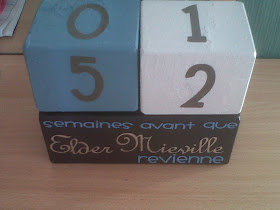 0 1
5 2
semaines avant que
Elder Mieville
revienne